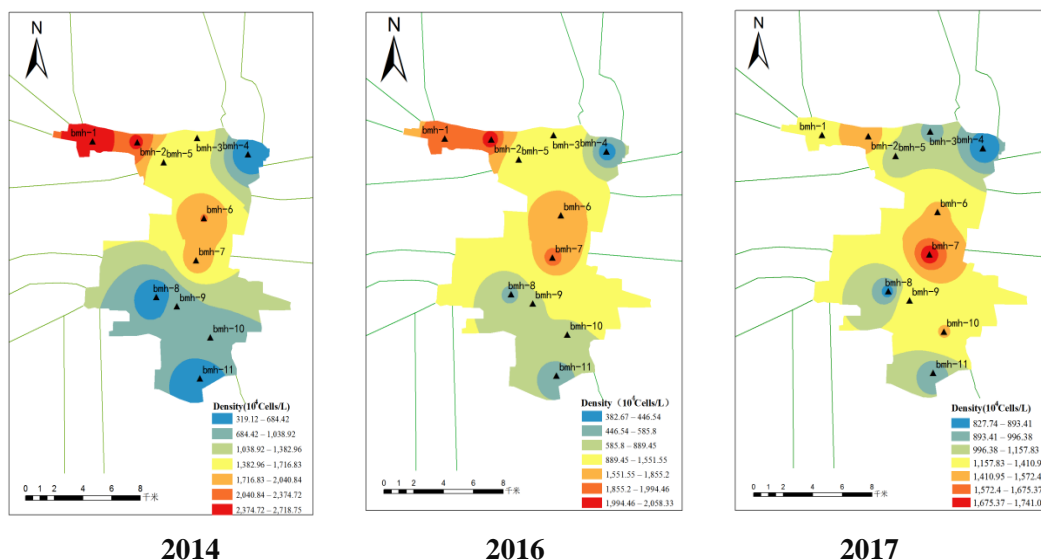 N
bmh-1
bmh-2
bmh-5
bmh-3
bmh-4
bmh-6
bmh-7
bmh-8
bmh-9
bmh-10
bmh-11
Density(10⁴Cells/L)
319.12 – 684.42
684.42 – 1,038.92
1,038.92 – 1,382.96
1,382.96 – 1,716.83
1,716.83 – 2,040.84
2,040.84 – 2,374.72
2,374.72 – 2,718.75
0 1 2 4 6 8
千米
2014
N
bmh-1
bmh-2
bmh-5
bmh-3
bmh-4
bmh-6
bmh-7
bmh-8
bmh-9
bmh-10
bmh-11
Density (10⁴Cells/L)
382.67 – 446.54
446.54 – 585.8
585.8 – 889.45
889.45 – 1,551.55
1,551.55 – 1,855.2
1,855.2 – 1,994.46
1,994.46 – 2,058.33
0 1 2 4 6 8
千米
2016
N
bmh-1
bmh-2
bmh-5
bmh-3
bmh-4
bmh-6
bmh-7
bmh-8
bmh-9
bmh-10
bmh-11
Density(10⁴Cells/L)
827.74 – 893.41
893.41 – 996.38
996.38 – 1,157.83
1,157.83 – 1,410.9
1,410.95 – 1,572.4
1,572.4 – 1,675.37
1,675.37 – 1,741.0
0 1 2 4 6 8
千米
2017